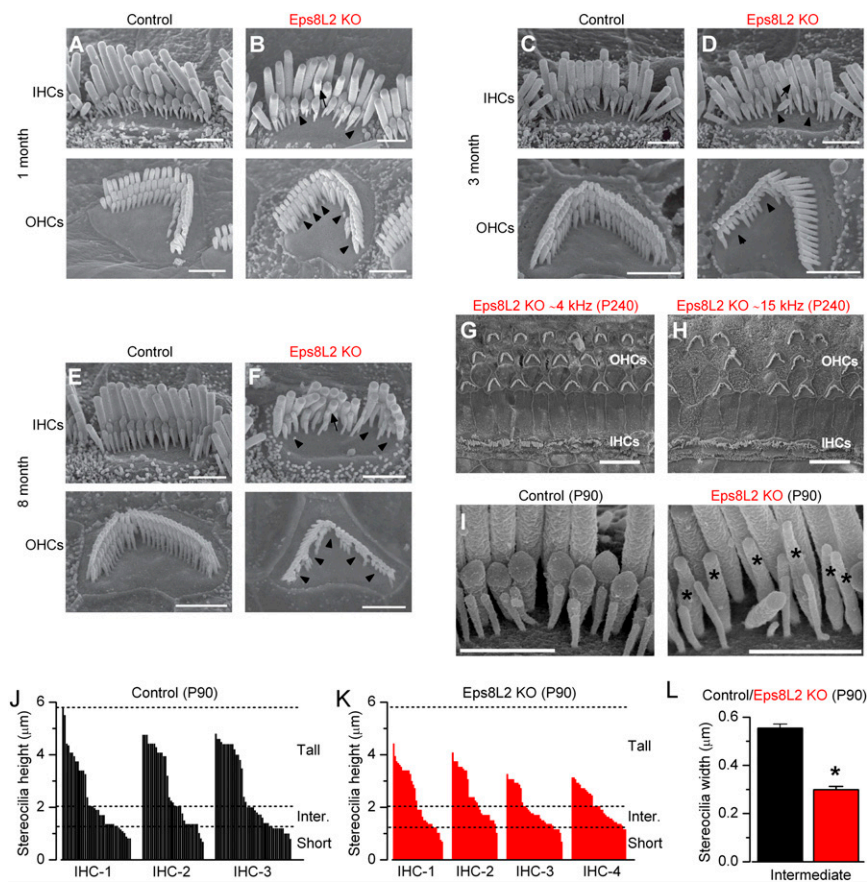 Control
Eps8L2 KO
Control
Eps8L2 KO
A
B
C
D
IHCs
IHCs
1 month
3 month
OHCs
OHCs
Control
Eps8L2 KO
Eps8L2 KO ~4 kHz (P240)
Eps8L2 KO ~15 kHz (P240)
E
F
G
H
IHCs
OHCs
OHCs
IHCs
IHCs
8 month
OHCs
Control (P90)
Eps8L2 KO (P90)
I
*
*
*
*
*
*
J
Control (P90)
Stereocilia height (μm)
6
4
2
0
Tall
Inter.
Short
IHC-1
IHC-2
IHC-3
K
Eps8L2 KO (P90)
Stereocilia height (μm)
6
4
2
0
Tall
Inter.
Short
IHC-1
IHC-2
IHC-3
IHC-4
L
Control/Eps8L2 KO (P90)
Stereocilia width (μm)
0.6
0.3
0.0
*
Intermediate